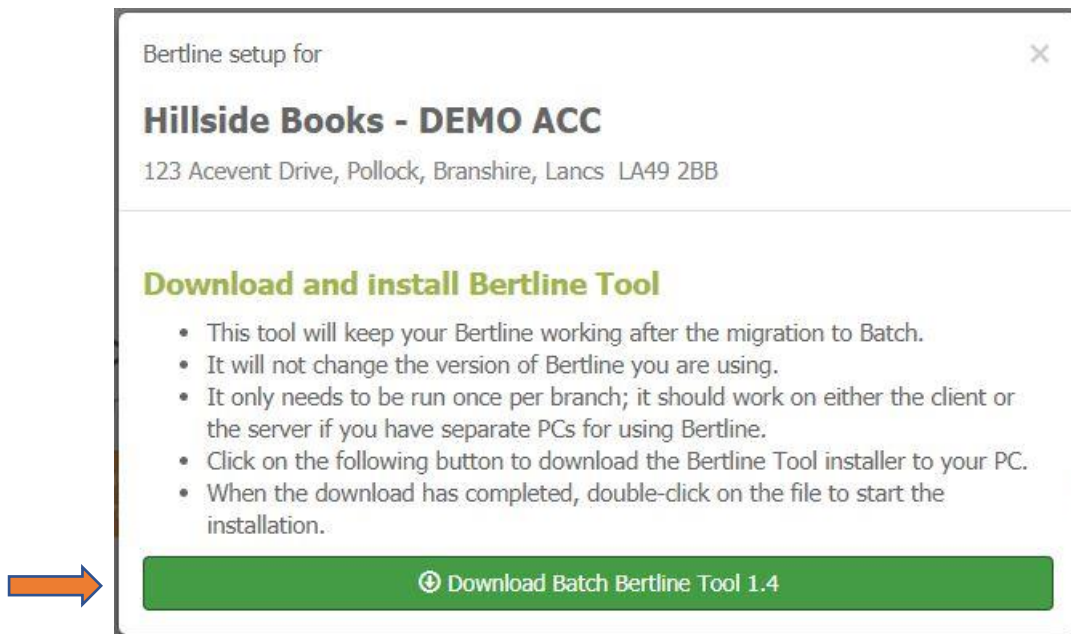 Bertline setup for
×
Hillside Books - DEMO ACC
123 Acevent Drive, Pollock, Branshire, Lancs LA49 2BB
Download and install Bertline Tool
• This tool will keep your Bertline working after the migration to Batch.
• It will not change the version of Bertline you are using.
• It only needs to be run once per branch; it should work on either the client or
the server if you have separate PCs for using Bertline.
• Click on the following button to download the Bertline Tool installer to your PC.
• When the download has completed, double-click on the file to start the
installation.
Download Batch Bertline Tool 1.4